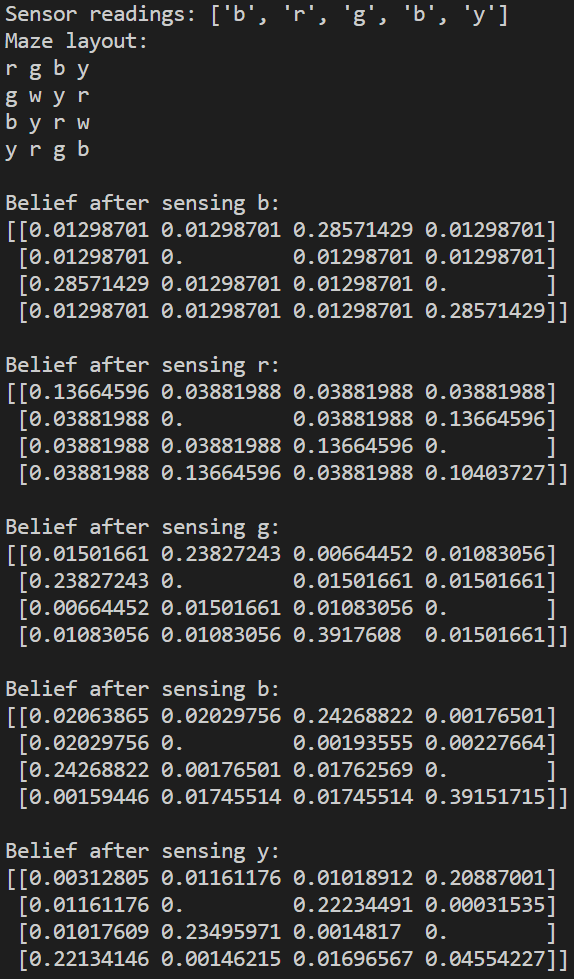 Sensor readings: ['b', 'r', 'g', 'b', 'y']
Maze layout:
r g b y
g w y r
b y r w
y r g b

Belief after sensing b:
[[0.01298701 0.01298701 0.28571429 0.01298701]
 [0.01298701 0.         0.01298701 0.01298701]
 [0.28571429 0.01298701 0.01298701 0.        ]
 [0.01298701 0.01298701 0.01298701 0.28571429]]

Belief after sensing r:
[[0.13664596 0.03881988 0.03881988 0.03881988]
 [0.03881988 0.         0.03881988 0.13664596]
 [0.03881988 0.03881988 0.13664596 0.        ]
 [0.03881988 0.13664596 0.03881988 0.10403727]]

Belief after sensing g:
[[0.01501661 0.23827243 0.00664452 0.01083056]
 [0.23827243 0.         0.01501661 0.01501661]
 [0.00664452 0.01501661 0.01083056 0.        ]
 [0.01083056 0.01083056 0.3917608  0.01501661]]

Belief after sensing b:
[[0.02063865 0.02029756 0.24268822 0.00176501]
 [0.02029756 0.         0.00193555 0.00227664]
 [0.24268822 0.00176501 0.01762569 0.        ]
 [0.00159446 0.01745514 0.01745514 0.39151715]]

Belief after sensing y:
[[0.00312805 0.01161176 0.01018912 0.20887001]
 [0.01161176 0.         0.22234491 0.00031535]
 [0.01017609 0.23495971 0.0014817  0.        ]
 [0.22134146 0.00146215 0.01696567 0.04554227]]